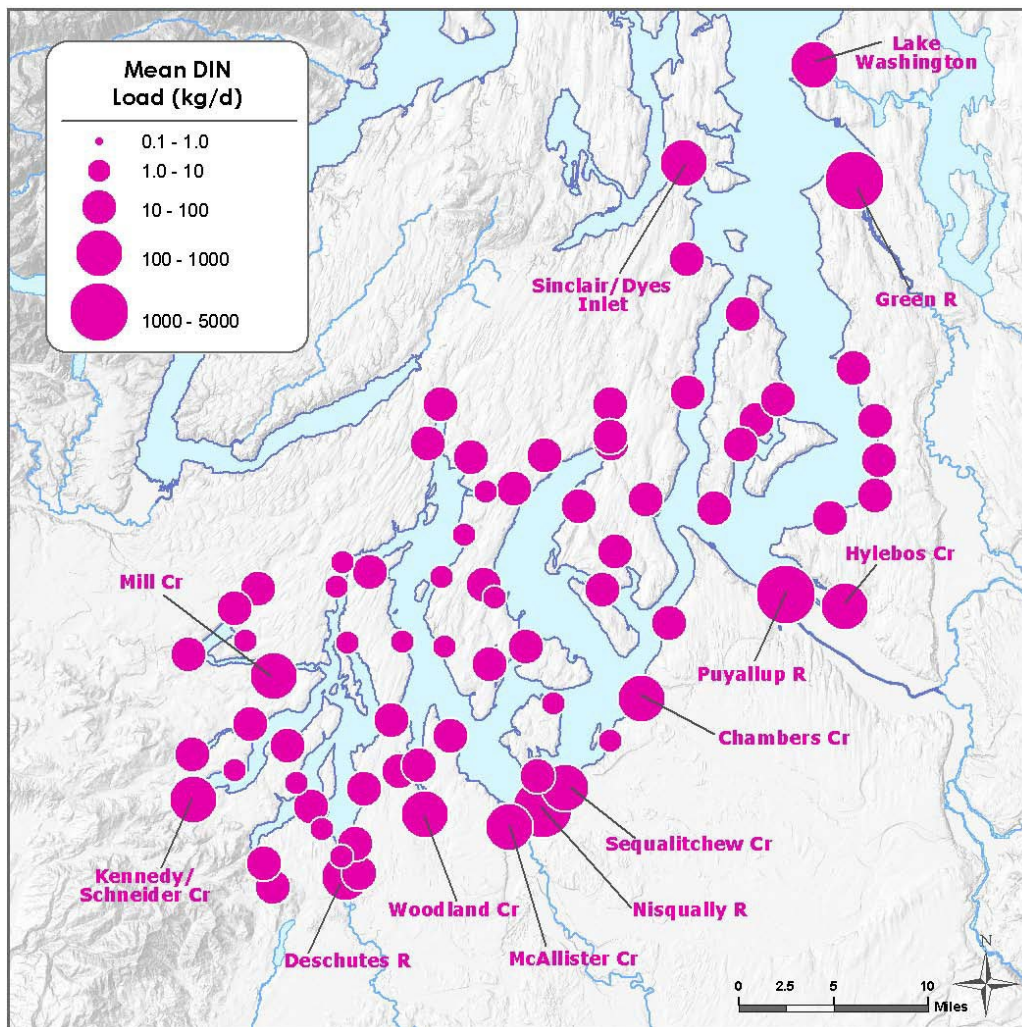 Mean DIN
Load (kg/d)
0.1 - 1.0
1.0 - 10
10 - 100
100 - 1000
1000 - 5000
Lake
Washington
Sinclair/Dyes
Inlet
Green R
Mill Cr
Hylebos Cr
Puyallup R
Chambers Cr
Kennedy/
Schneider Cr
Sequalitchew Cr
Woodland Cr
Nisqually R
Deschutes R
McAllister Cr
N
0 2.5 5 10
Miles